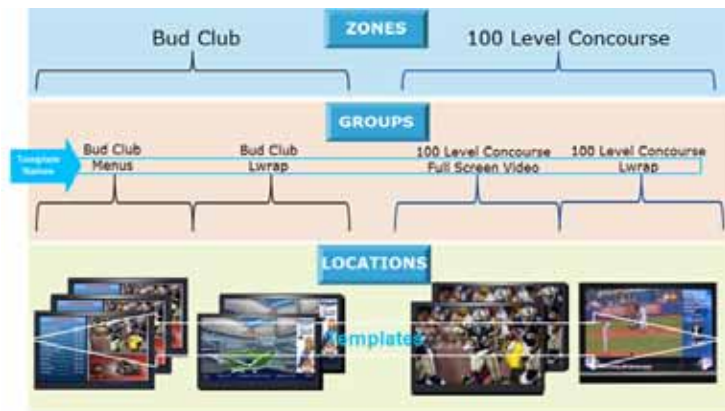 ZONES
Bud Club
100 Level Concourse
GROUPS
Template
Names
Bud Club
Menus
Bud Club
Lwrap
100 Level Concourse
Full Screen Video
100 Level Concourse
Lwrap
LOCATIONS
Templates